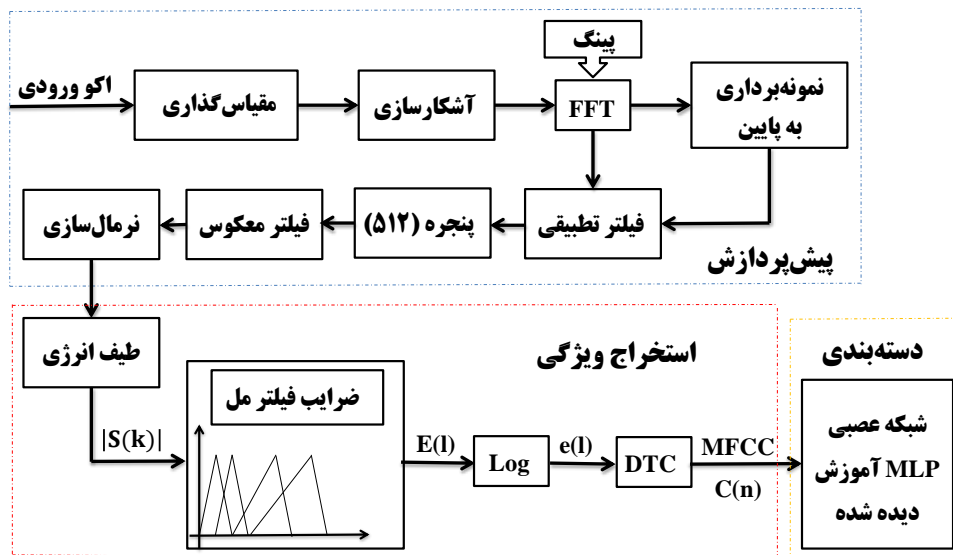 پینگ
اکو ورودی
مقیاس‌گذاری
آشکارسازی
FFT
نمونه‌برداری
به پایین
فیلتر تطبیقی
پنجره (۵۱۲)
فیلتر معکوس
نرمال‌سازی
پیش‌پردازش
طیف انرژی
استخراج ویژگی
دسته‌بندی
ضرایب فیلتر مل
|S(k)|
E(l)
Log
e(l)
DTC
MFCC
C(n)
شبکه عصبی
MLP آموزش
دیده شده